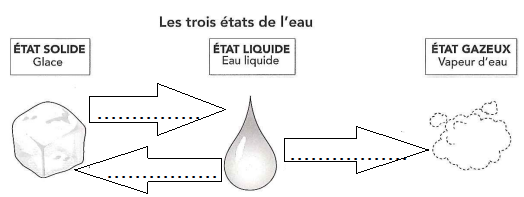 Les trois états de l'eau
ÉTAT SOLIDE
Glace
ÉTAT LIQUIDE
Eau liquide
ÉTAT GAZEUX
Vapeur d'eau